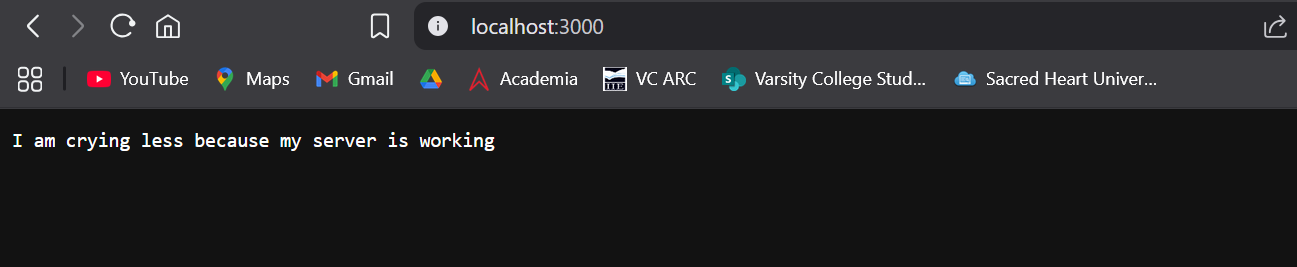 localhost:3000
YouTube Maps Gmail Academia VC ARC Varsity College Stud... Sacred Heart Univer...
I am crying less because my server is working